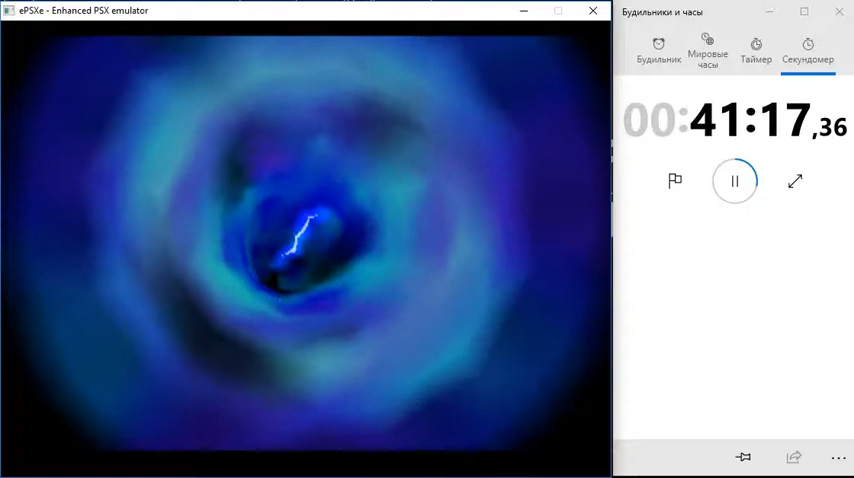 ePSXe - Enhanced PSX emulator
Будильники и часы
Будильник
Мировые
часы
Таймер
Секундомер
00:41:17,36